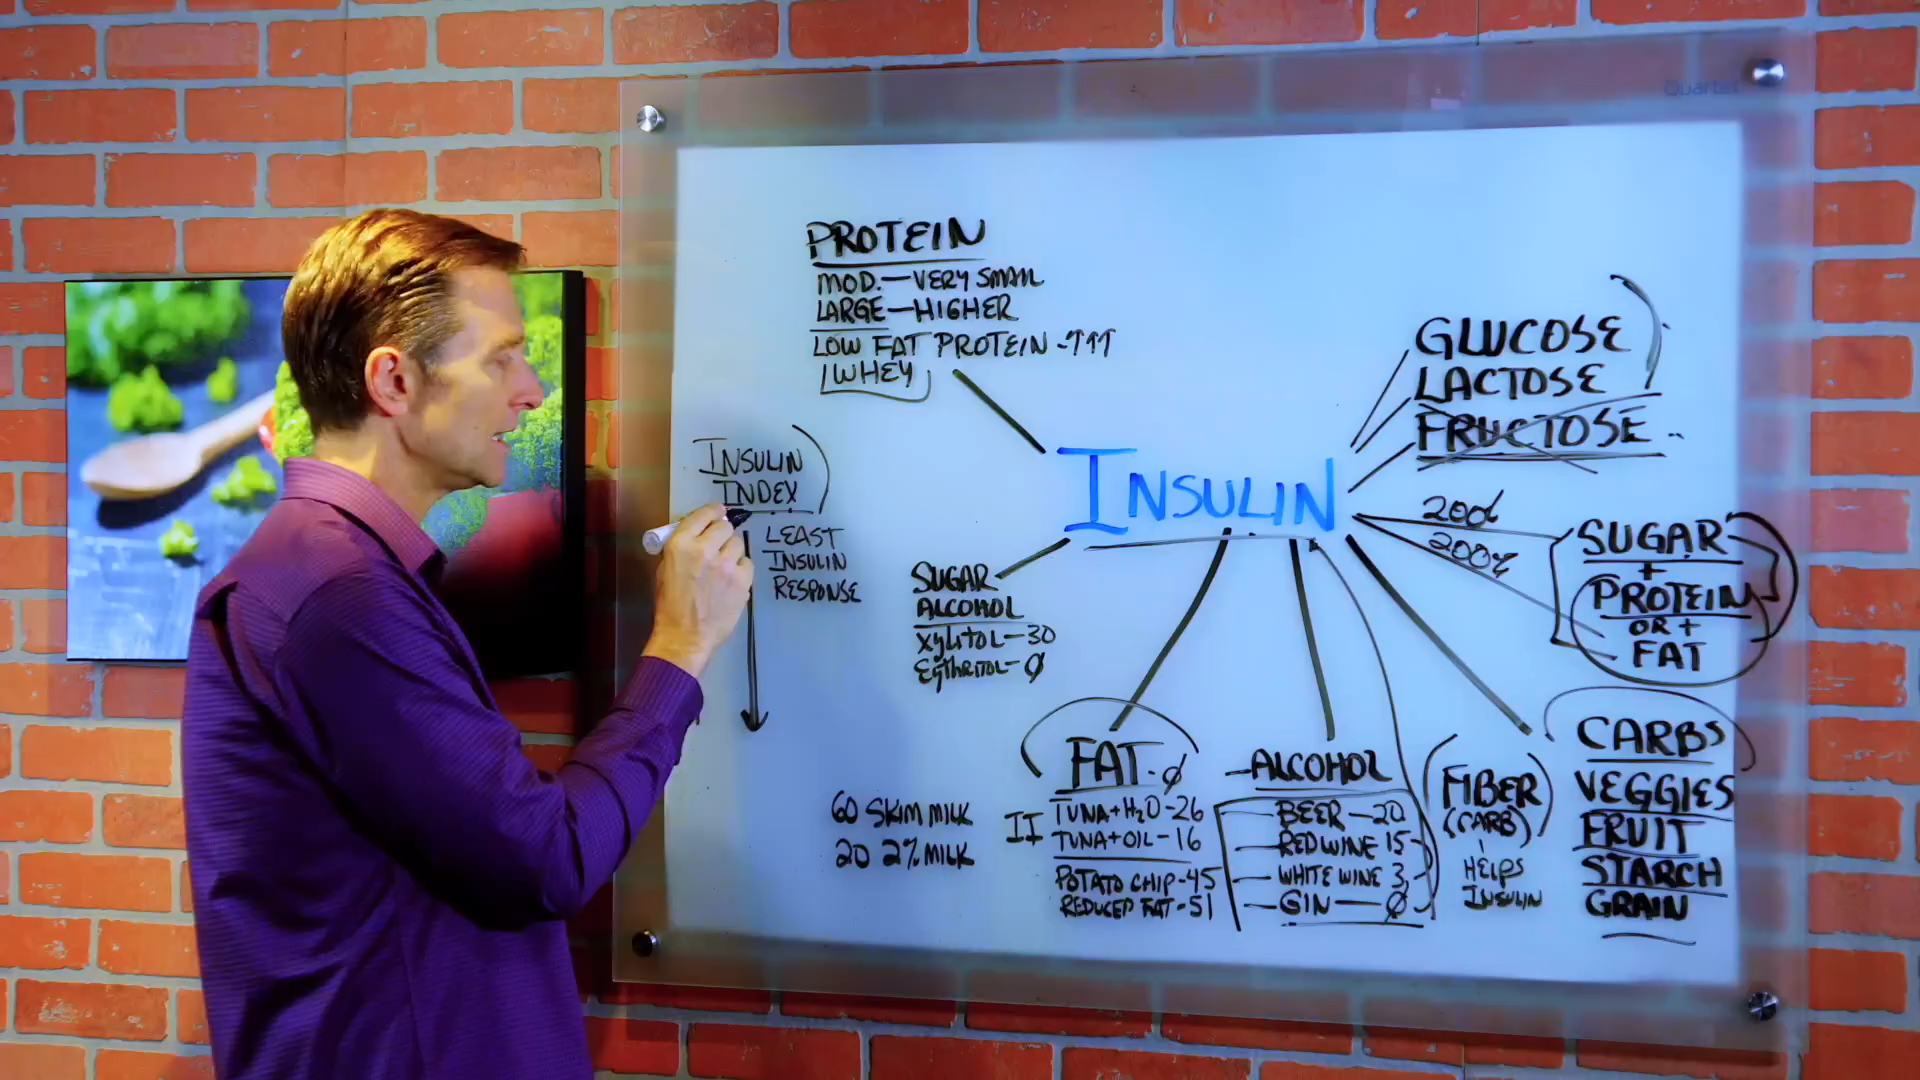 Quartet
PROTEIN
MOD.—VERY SMALL
LARGE—HIGHER
LOW FAT PROTEIN -↑↑↑
WHEY
INSULIN
INDEX
LEAST
INSULIN
RESPONSE
INSULIN
GLUCOSE
LACTOSE
FRUCTOSE
200%
200%
SUGAR
+
PROTEIN
OR +
FAT
SUGAR
ALCOHOL
XYLITOL—30
ERYTHRITOL-Ø
60 SKIM MILK
20 2% MILK
FAT-Ø
II
TUNA+H2O-26
TUNA+OIL-16
POTATO CHIP-45
REDUCED FAT-51
-ALCOHOL
—BEER—20
—RED WINE 15
—WHITE WINE 3
—GIN—Ø
FIBER
(CARB)
HELPS
INSULIN
CARBS
VEGGIES
FRUIT
STARCH
GRAIN